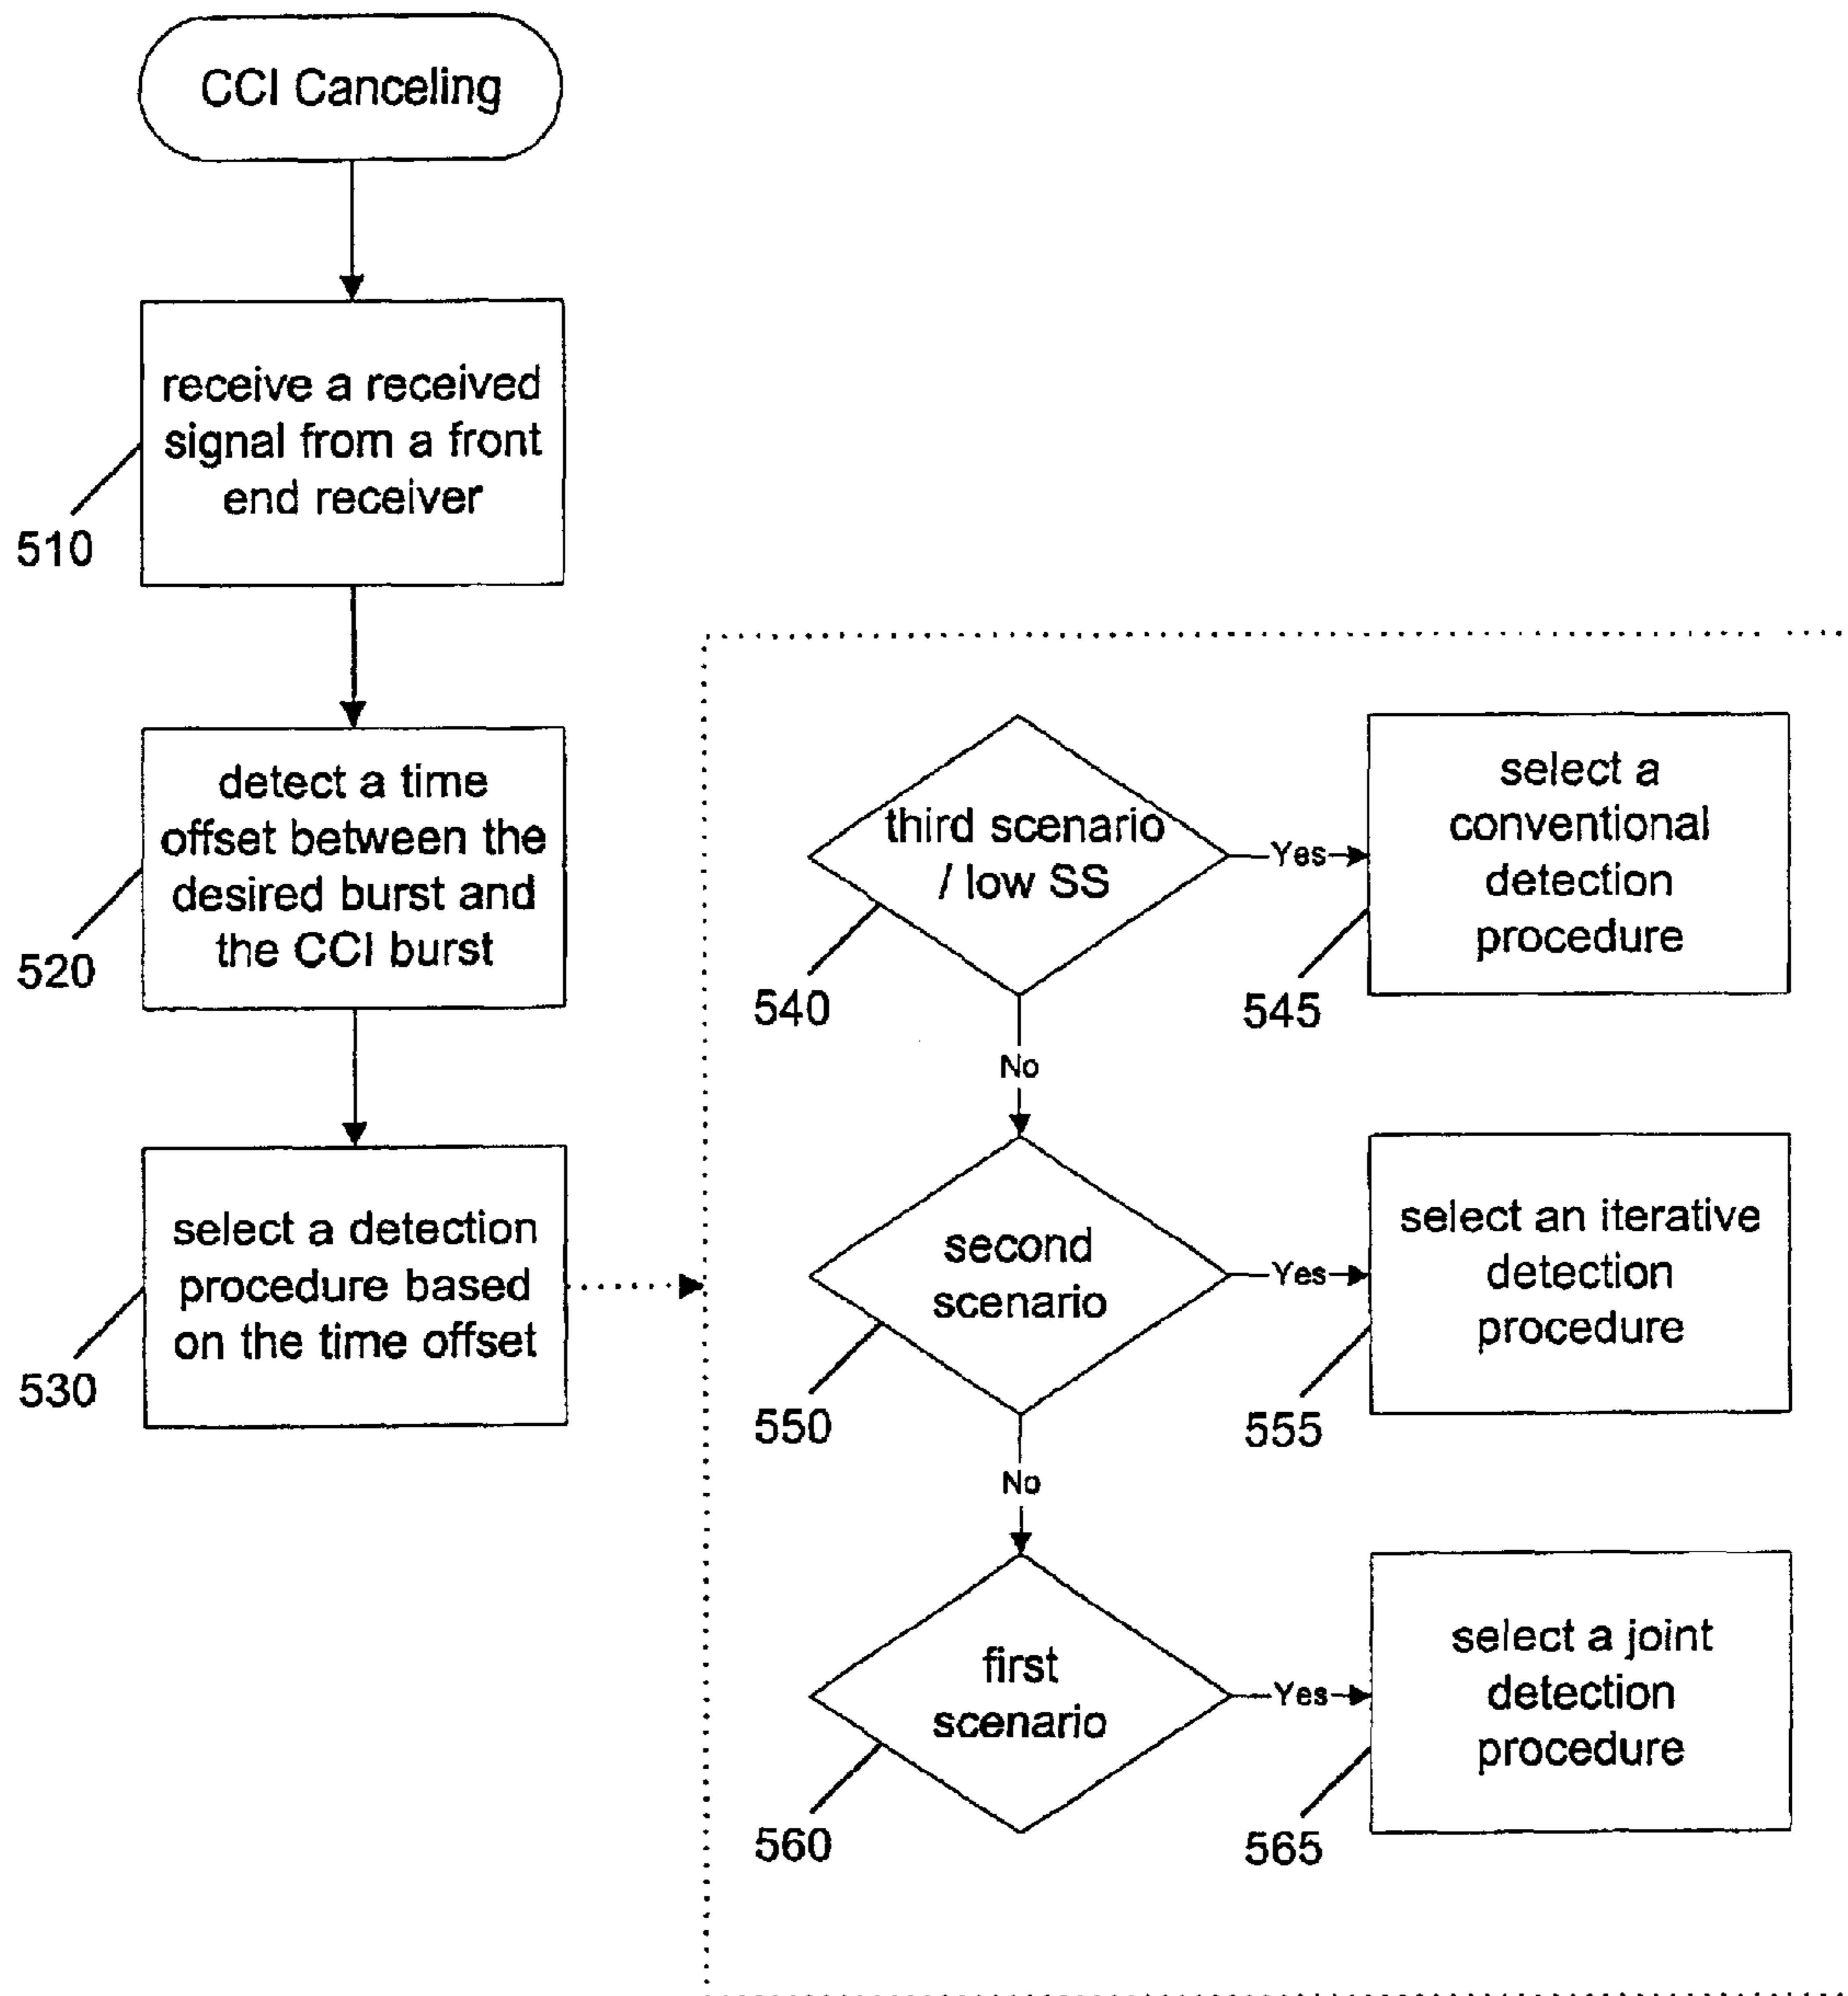 CCI Canceling
receive a received
signal from a front
end receiver
510
detect a time
offset between the
desired burst and
the CCI burst
520
select a detection
procedure based
on the time offset
530
third scenario
/ low SS
540
Yes
select a
conventional
detection
procedure
545
No
second
scenario
550
Yes
select an iterative
detection
procedure
555
No
first
scenario
560
Yes
select a joint
detection
procedure
565